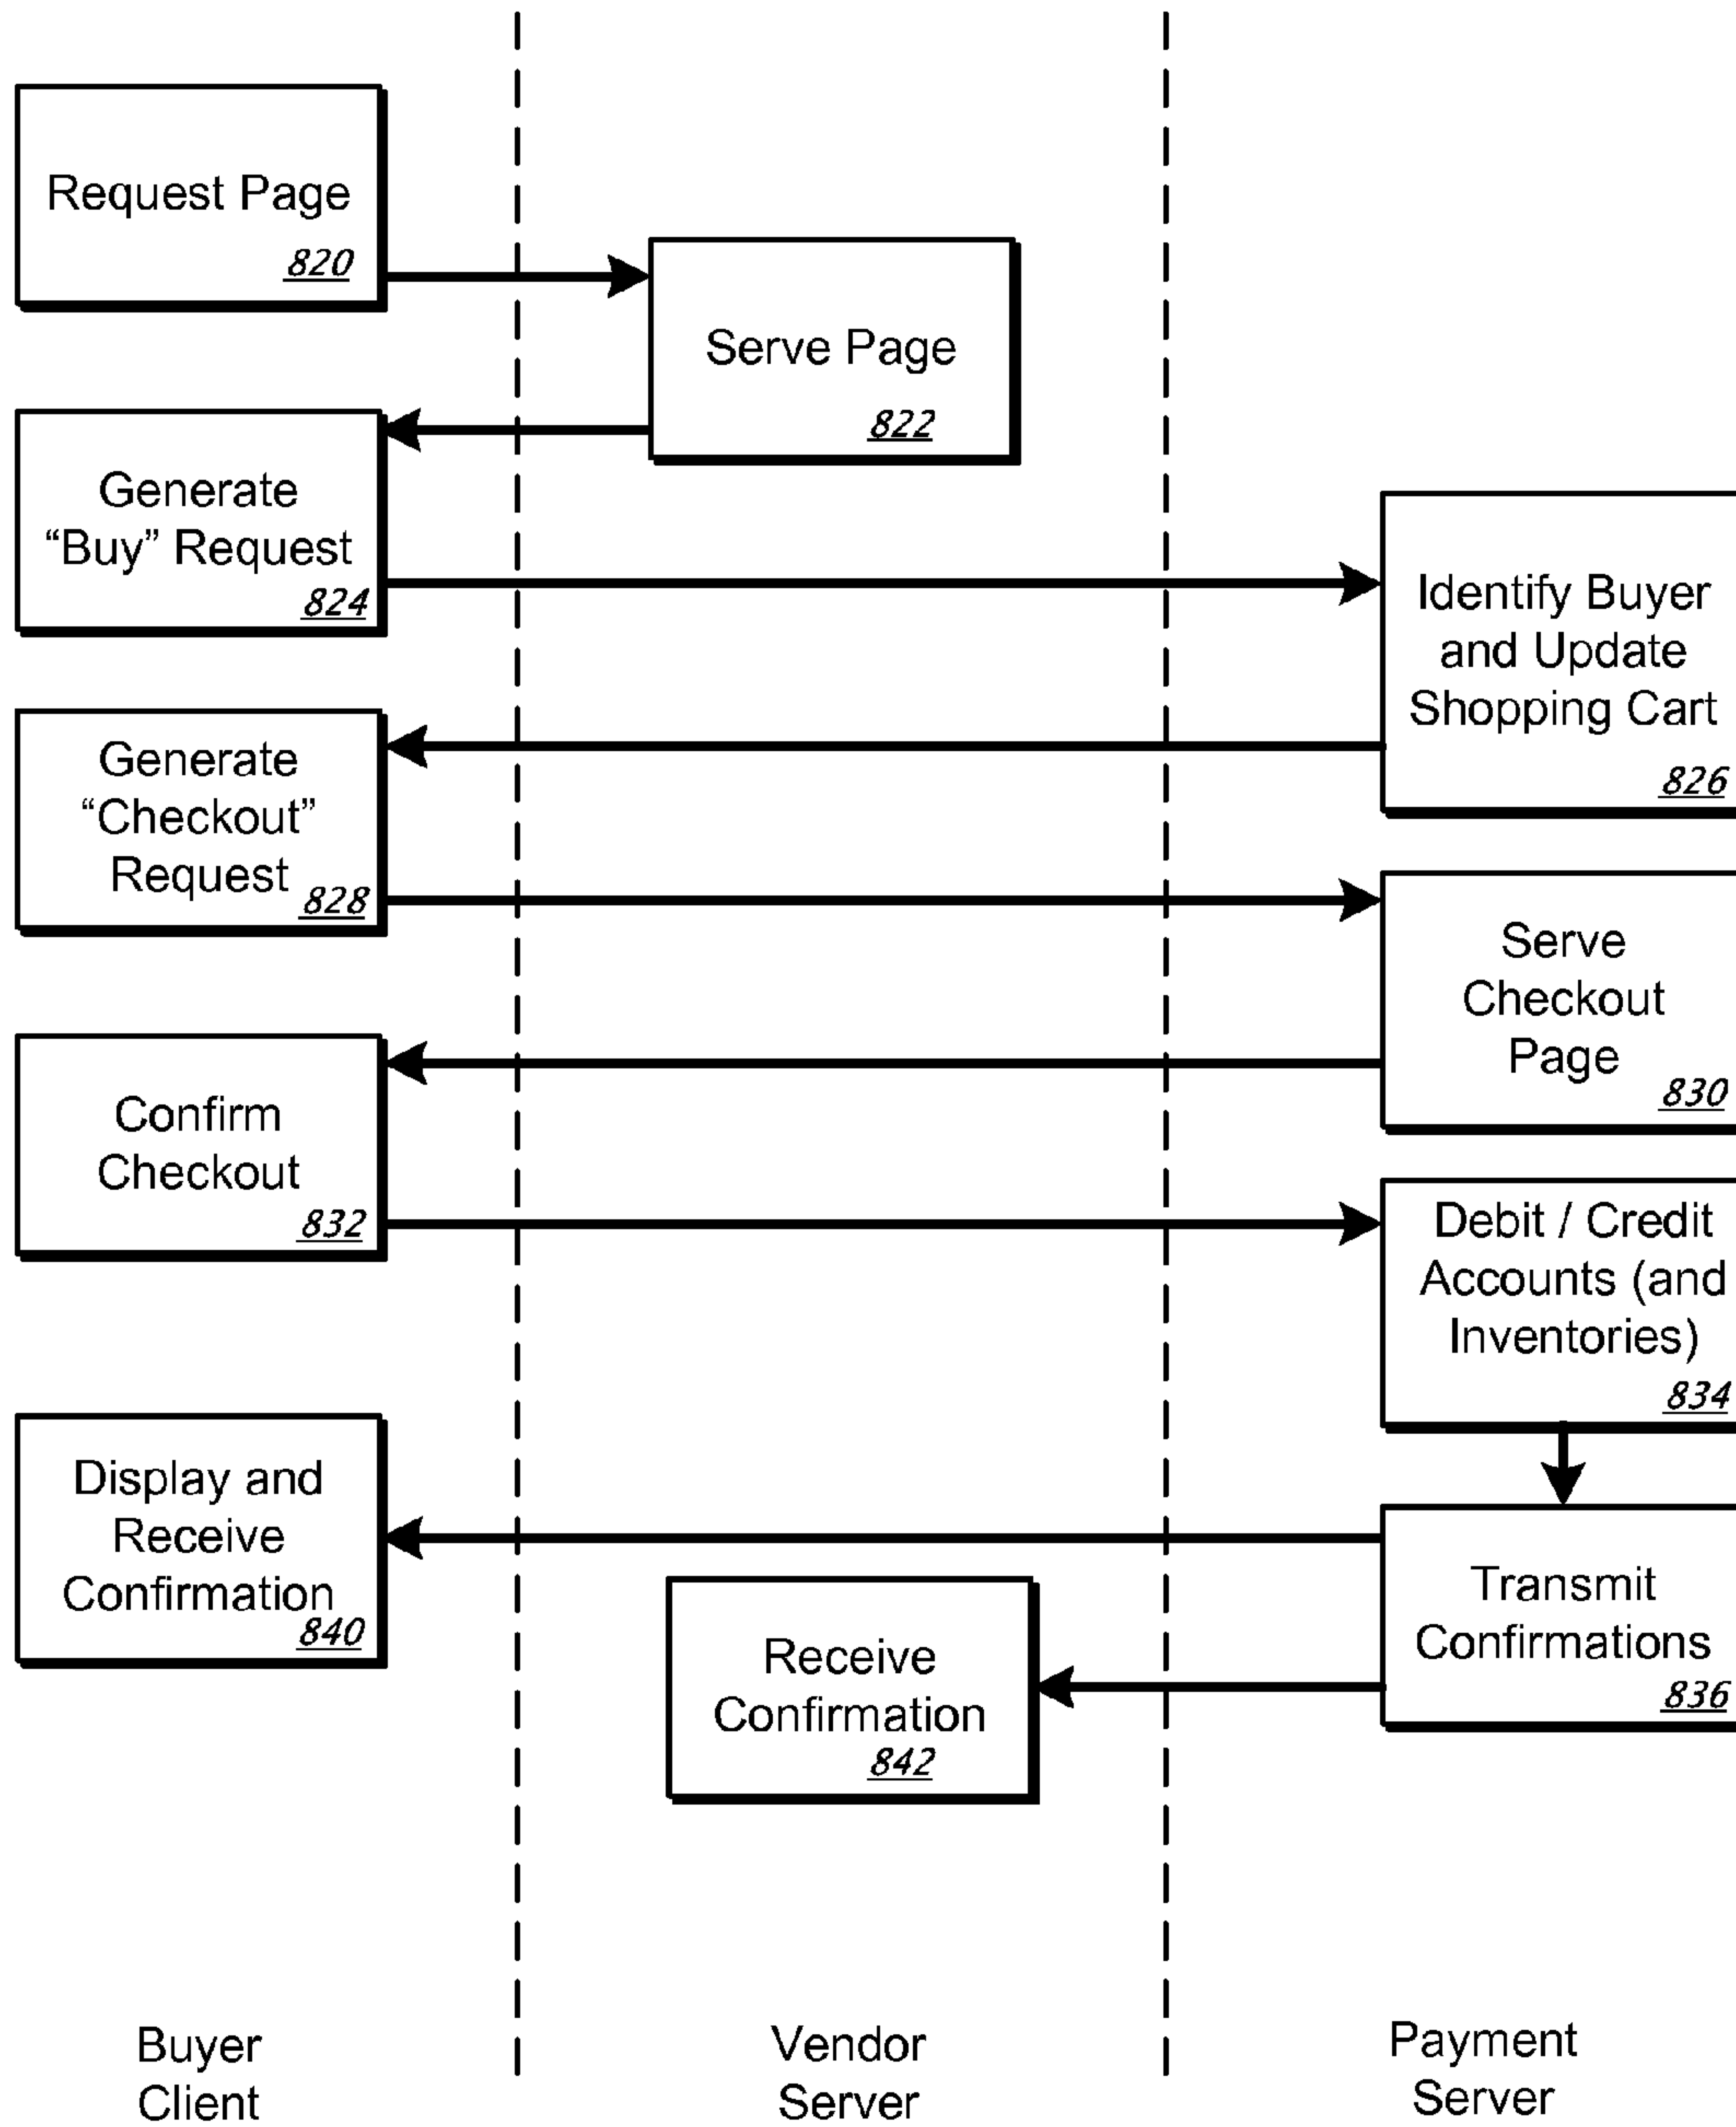 Request Page
820
Serve Page
822
Generate
“Buy” Request
824
Identify Buyer
and Update
Shopping Cart
826
Generate
“Checkout”
Request
828
Serve
Checkout
Page
830
Confirm
Checkout
832
Debit / Credit
Accounts (and
Inventories)
834
Display and
Receive
Confirmation
840
Transmit
Confirmations
836
Receive
Confirmation
842
Buyer
Client
Vendor
Server
Payment
Server